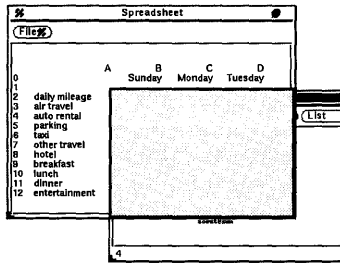 Spreadsheet
File
A B C D
0 Sunday Monday Tuesday
1
2 daily mileage
3 air travel
4 auto rental
5 parking
6 taxi
7 other travel
8 hotel
9 breakfast
10 lunch
11 dinner
12 entertainment
List
4